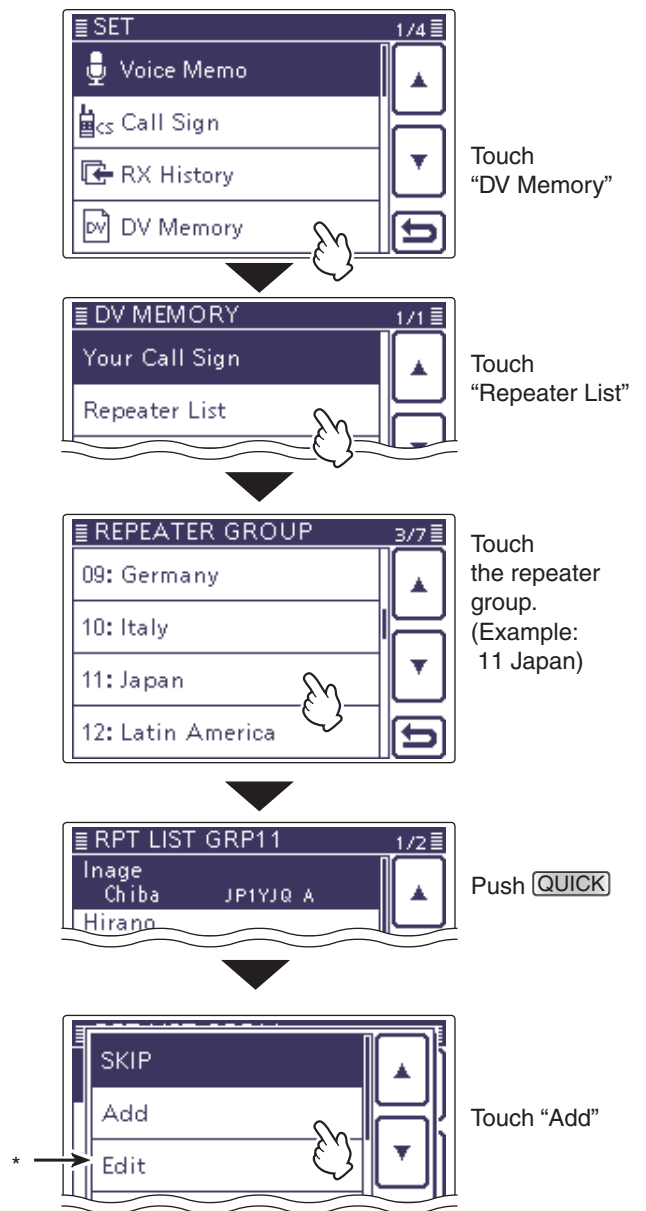 SET 1/4
Voice Memo
CS Call Sign
RX History
DV DV Memory
Touch
“DV Memory”
DV MEMORY 1/1
Your Call Sign
Repeater List
Touch
“Repeater List”
REPEATER GROUP 3/7
09: Germany
10: Italy
11: Japan
12: Latin America
Touch
the repeater
group.
(Example:
11 Japan)
RPT LIST GRP11 1/2
Inage
Chiba JP1YJQ A
Hirano
Push QUICK
SKIP
Add
* Edit
Touch “Add”